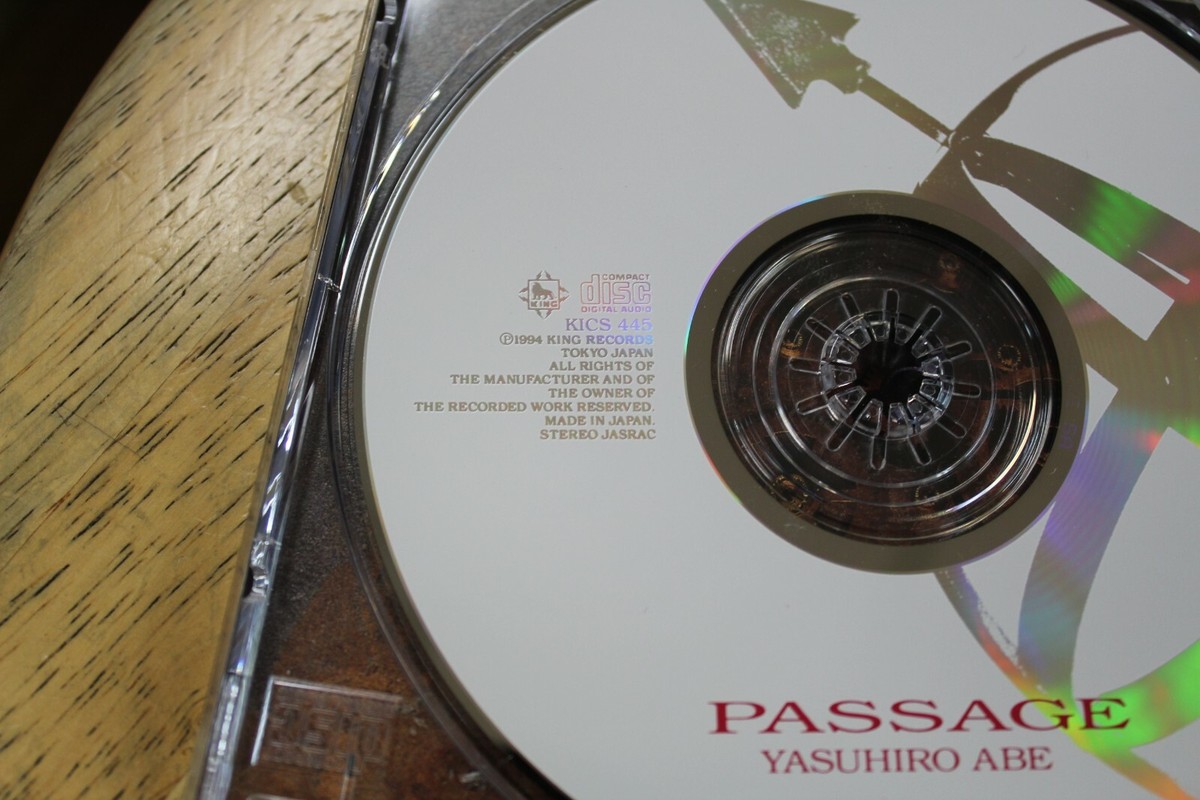 KING
COMPACT
disc
DIGITAL AUDIO
KICS 445
Ⓟ1994 KING RECORDS
TOKYO JAPAN
ALL RIGHTS OF
THE MANUFACTURER AND OF
THE OWNER OF
THE RECORDED WORK RESERVED.
MADE IN JAPAN.
STEREO JASRAC
PASSAGE
YASUHIRO ABE